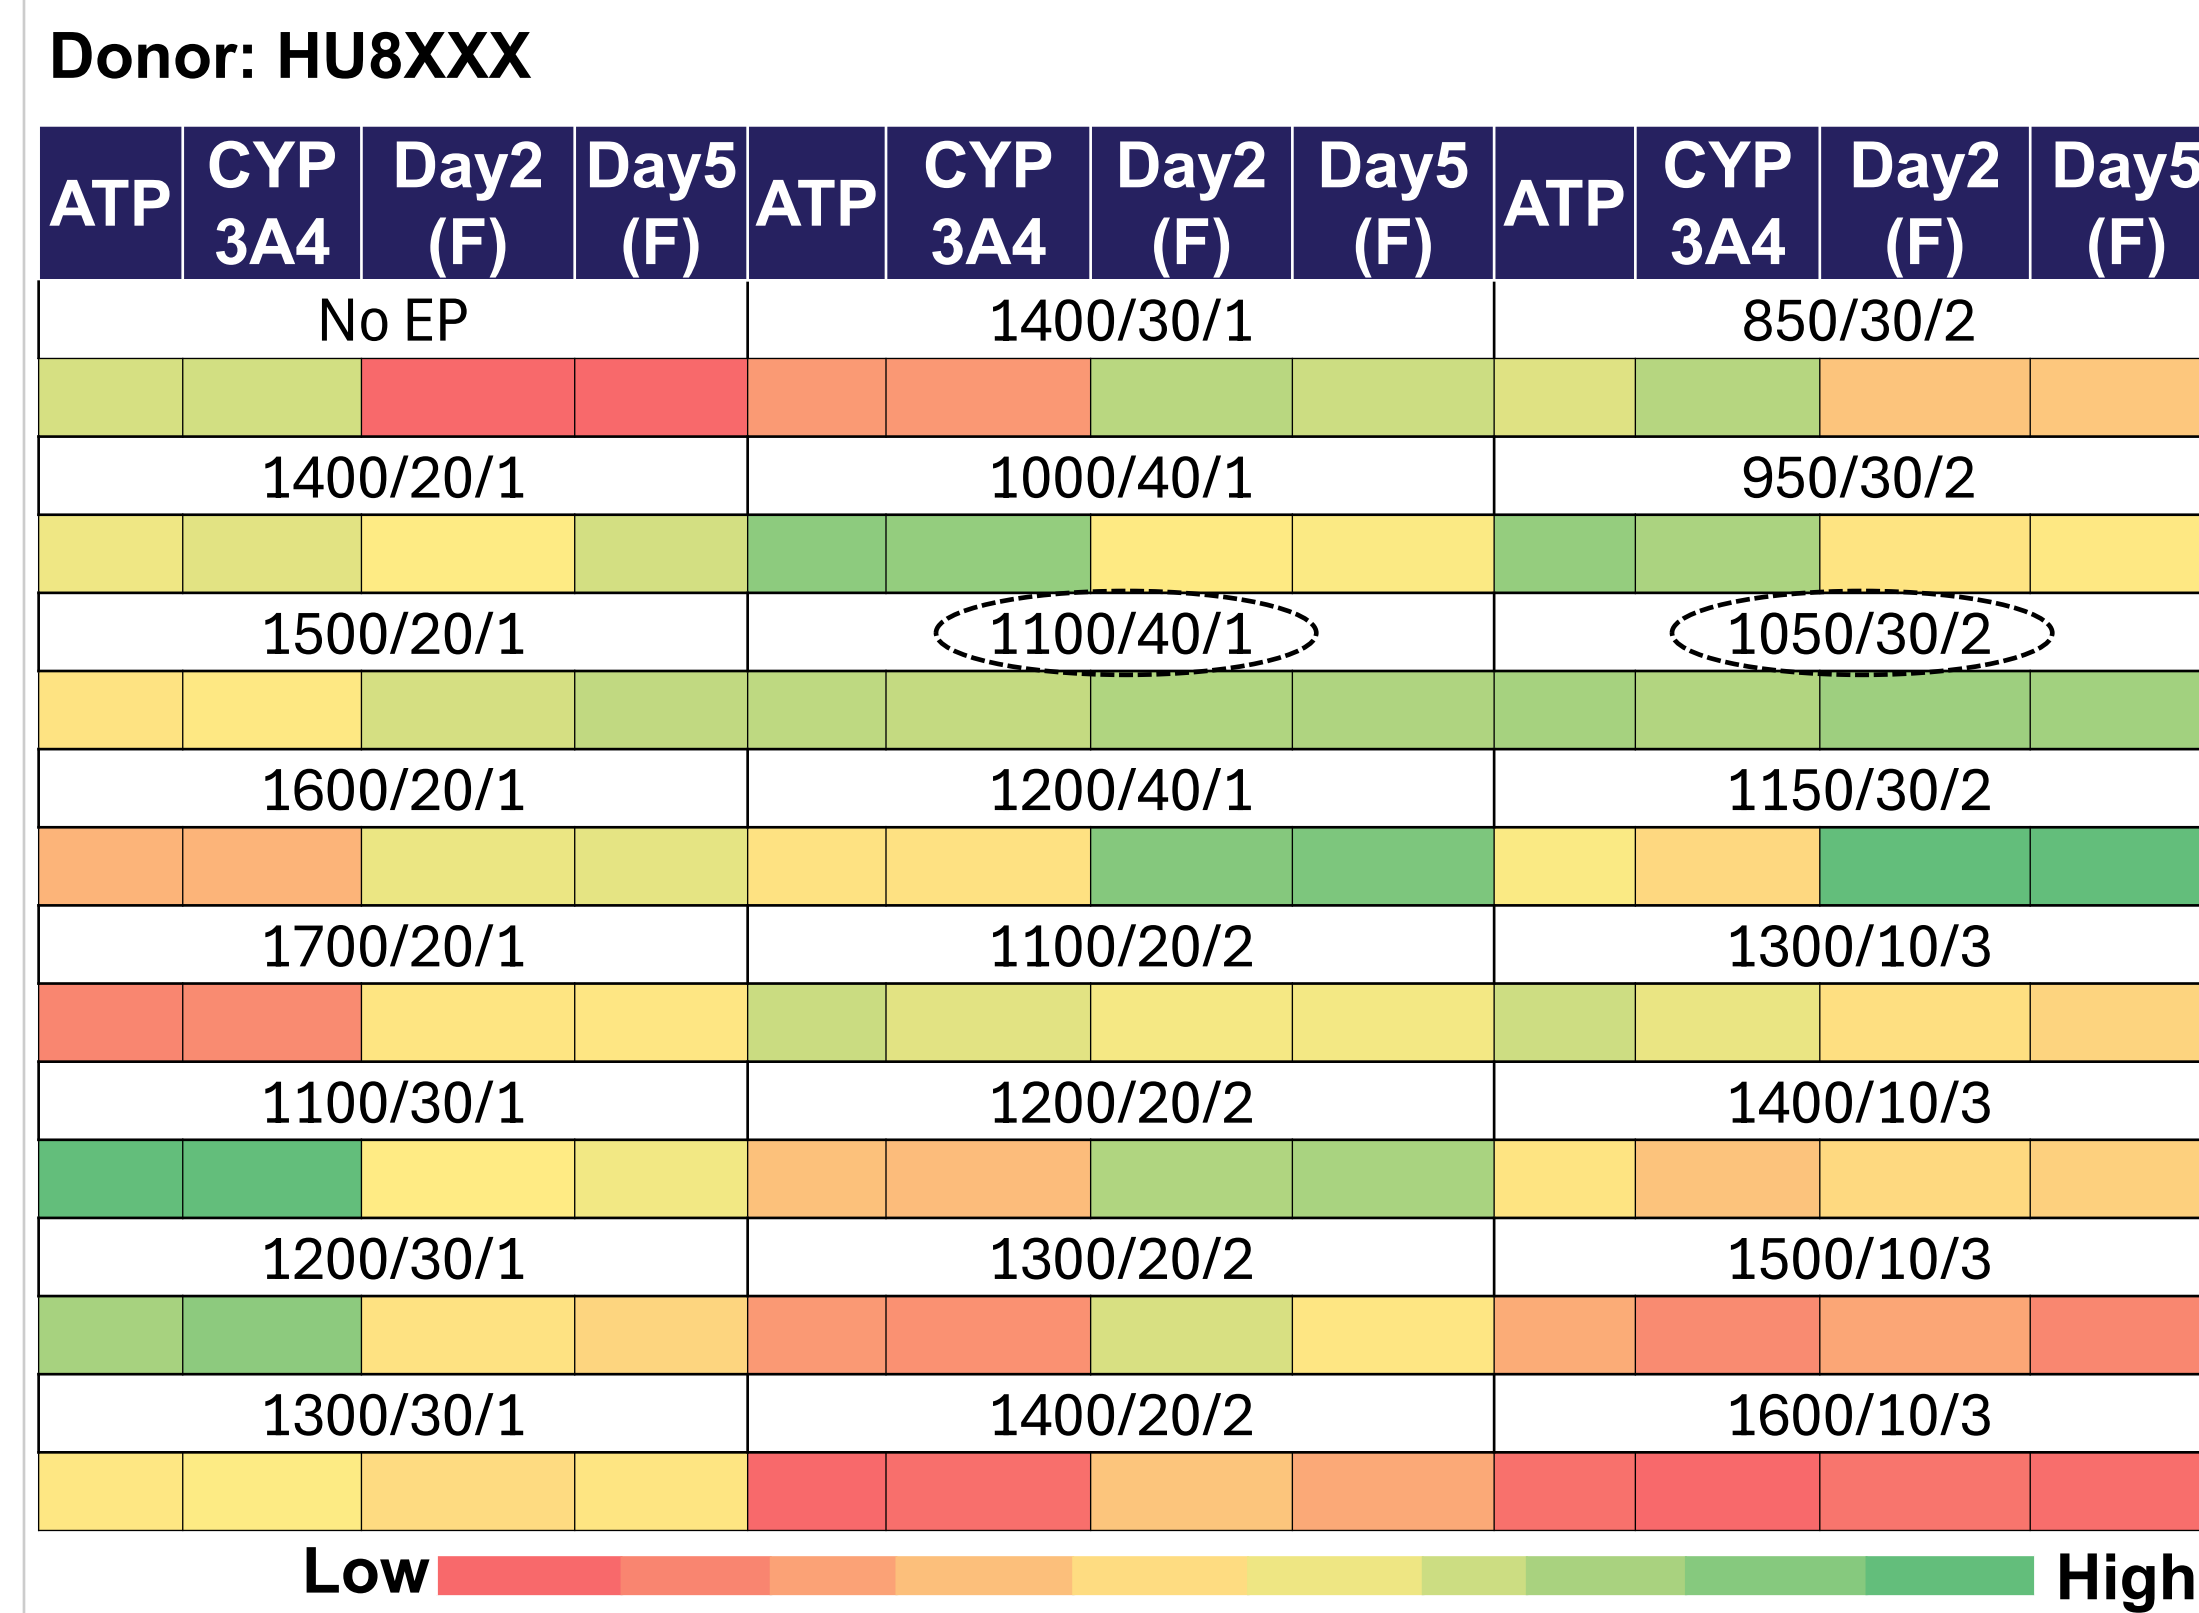 Donor: HU8XXX
ATP CYP 3A4 Day2 (F) Day5 (F) ATP CYP 3A4 Day2 (F) Day5 (F) ATP CYP 3A4 Day2 (F) Day5 (F)
No EP 1400/30/1 850/30/2
1400/20/1 1000/40/1 950/30/2
1500/20/1 1100/40/1 1050/30/2
1600/20/1 1200/40/1 1150/30/2
1700/20/1 1100/20/2 1300/10/3
1100/30/1 1200/20/2 1400/10/3
1200/30/1 1300/20/2 1500/10/3
1300/30/1 1400/20/2 1600/10/3
Low High